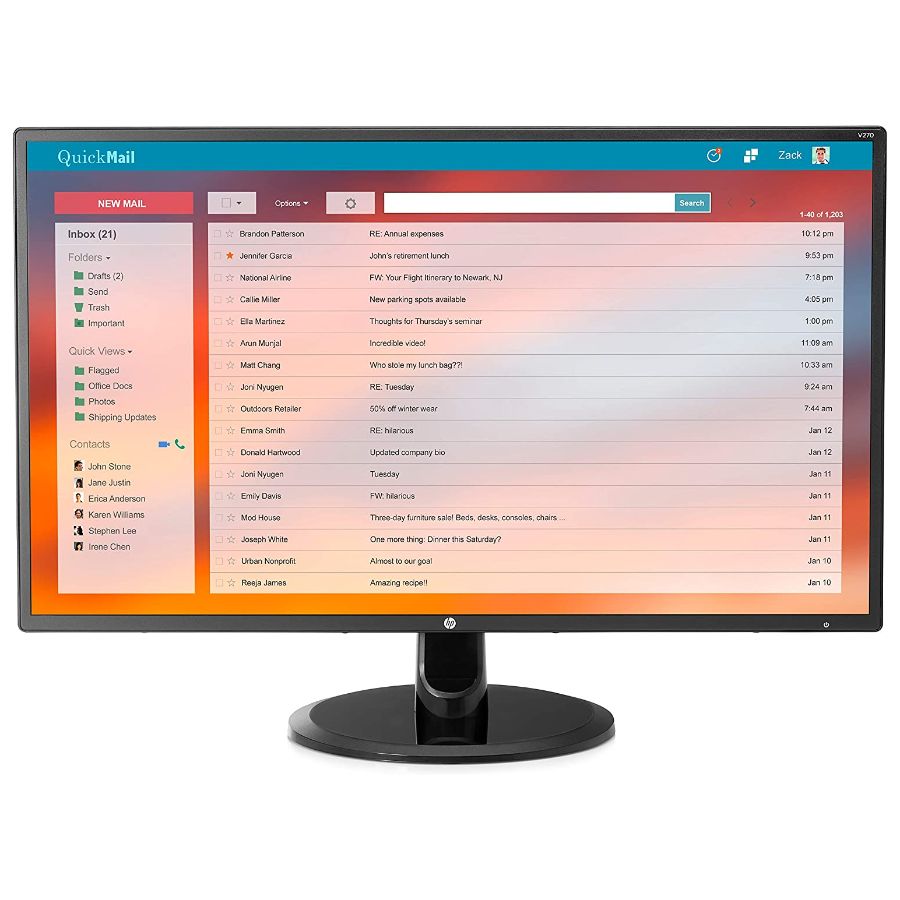 V270
QuickMail
Zack
NEW MAIL
Options
Search
1-40 of 1,203
Inbox (21)
Folders
Drafts (2)
Send
Trash
Important
Quick Views
Flagged
Office Docs
Photos
Shipping Updates
Contacts
John Stone
Jane Justin
Erica Anderson
Karen Williams
Stephen Lee
Irene Chen
Brandon Patterson RE: Annual expenses 10:12 pm
Jennifer Garcia John's retirement lunch 9:53 pm
National Airline FW: Your Flight Itinerary to Newark, NJ 7:18 pm
Callie Miller New parking spots available 4:05 pm
Ella Martinez Thoughts for Thursday's seminar 1:00 pm
Arun Munjal Incredible video! 11:09 am
Matt Chang Who stole my lunch bag??! 10:33 am
Joni Nyugen RE: Tuesday 9:24 am
Outdoors Retailer 50% off winter wear 7:44 am
Emma Smith RE: hilarious Jan 12
Donald Hartwood Updated company bio Jan 12
Joni Nyugen Tuesday Jan 11
Emily Davis FW: hilarious Jan 11
Mod House Three-day furniture sale! Beds, desks, consoles, chairs ... Jan 11
Joseph White One more thing: Dinner this Saturday? Jan 11
Urban Nonprofit Almost to our goal Jan 10
Reeja James Amazing recipe!! Jan 10
hp